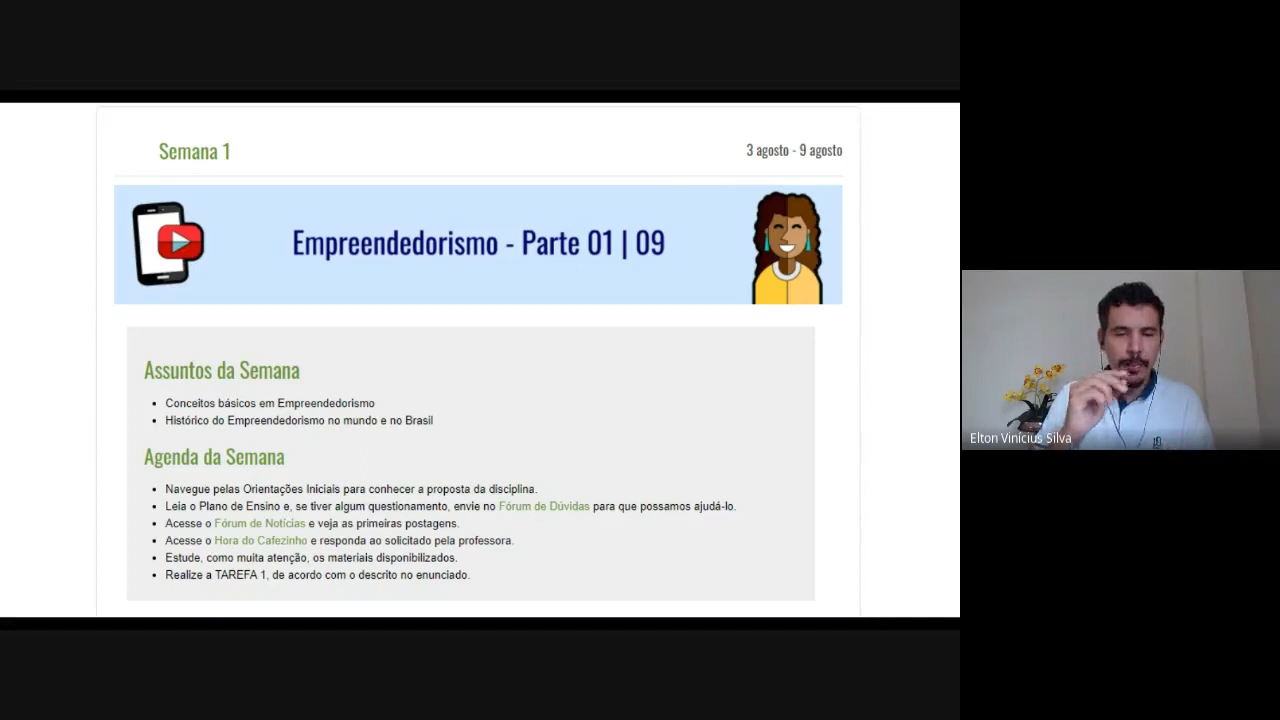 Semana 1
3 agosto - 9 agosto
Empreendedorismo - Parte 01 | 09
Assuntos da Semana
Conceitos básicos em Empreendedorismo
Histórico do Empreendedorismo no mundo e no Brasil
Agenda da Semana
Navegue pelas Orientações Iniciais para conhecer a proposta da disciplina.
Leia o Plano de Ensino e, se tiver algum questionamento, envie no Fórum de Dúvidas para que possamos ajudá-lo.
Acesse o Fórum de Notícias e veja as primeiras postagens.
Acesse o Hora do Cafezinho e responda ao solicitado pela professora.
Estude, como muita atenção, os materiais disponibilizados.
Realize a TAREFA 1, de acordo com o descrito no enunciado.
Elton Vinícius Silva